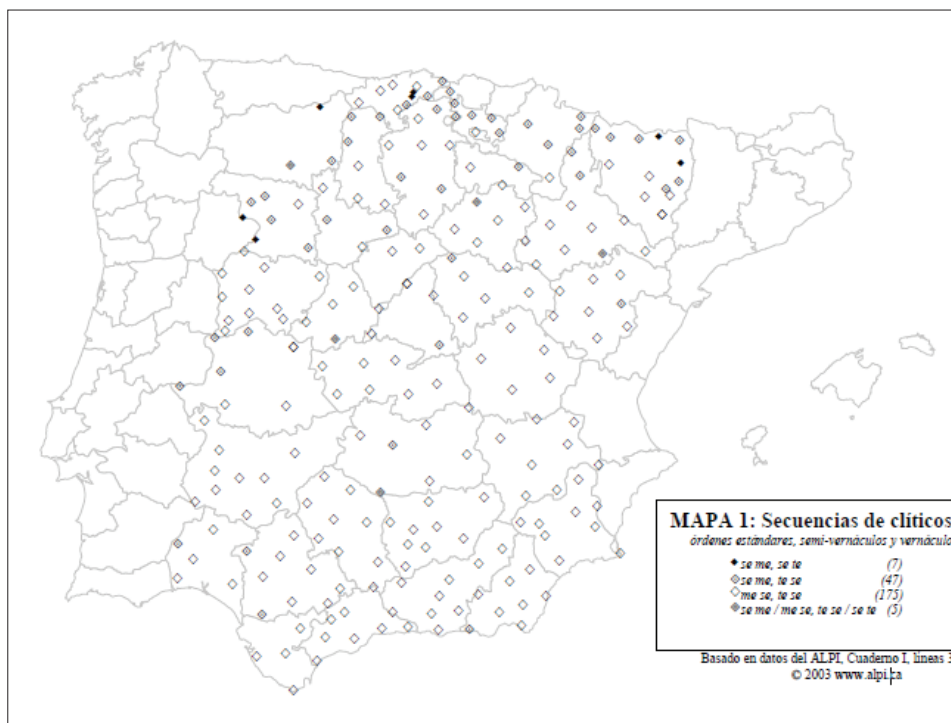 MAPA 1: Secuencias de clíticos
órdenes estándares, semi-vernáculos y vernáculo
se me, se te (7)
se me, te se (47)
me se, te se (175)
se me / me se, te se / se te (5)
Basado en datos del ALPI, Cuaderno I, líneas 3
© 2003 www.alpi.ca